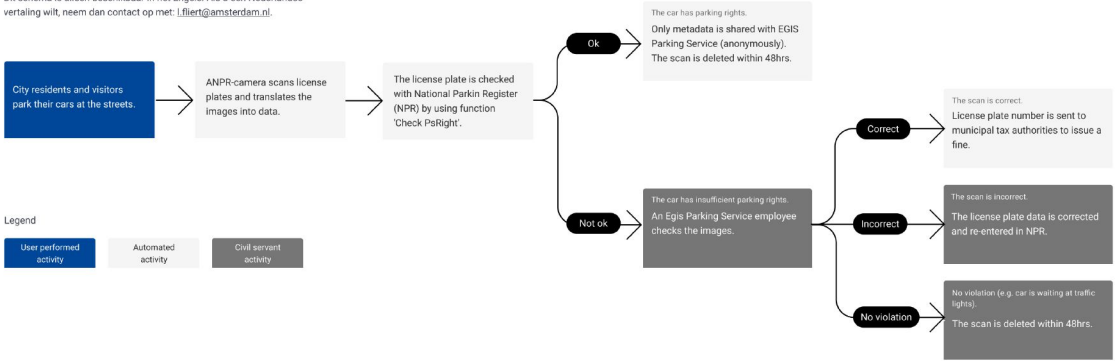 vertaling wilt, neem dan contact op met: i.fliert@amsterdam.nl.
City residents and visitors
park their cars at the streets.
ANPR-camera scans license
plates and translates the
images into data.
The license plate is checked
with National Parkin Register
(NPR) by using function
'Check PsRight'.
Ok
The car has parking rights.
Only metadata is shared with EGIS
Parking Service (anonymously).
The scan is deleted within 48hrs.
Not ok
The car has insufficient parking rights.
An Egis Parking Service employee
checks the images.
Correct
The scan is correct.
License plate number is sent to
municipal tax authorities to issue a
fine.
Incorrect
The scan is incorrect.
The license plate data is corrected
and re-entered in NPR.
No violation
No violation (e.g. car is waiting at traffic
lights).
The scan is deleted within 48hrs.
Legend
User performed
activity
Automated
activity
Civil servant
activity